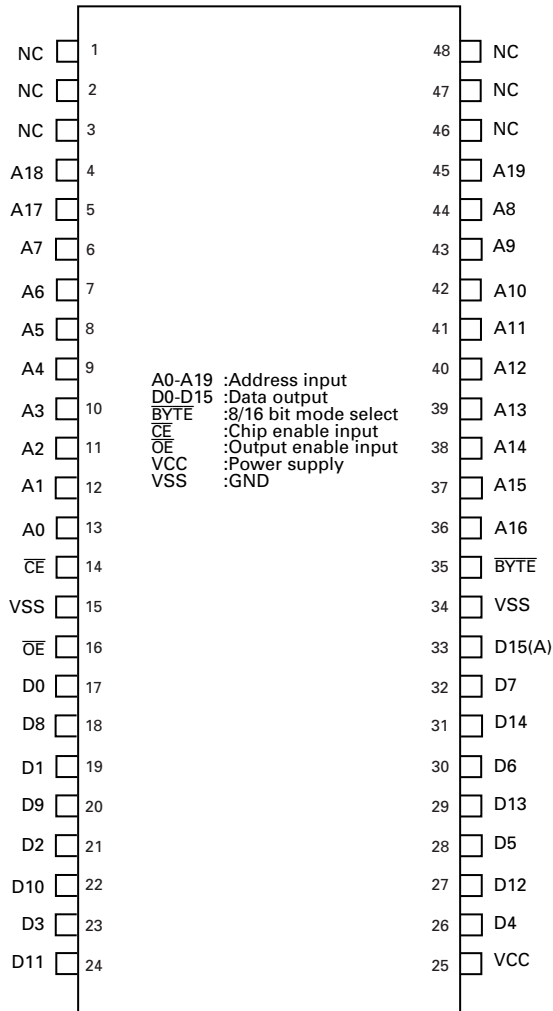 NC 1 48 NC
NC 2 47 NC
NC 3 46 NC
A18 4 45 A19
A17 5 44 A8
A7 6 43 A9
A6 7 42 A10
A5 8 41 A11
A4 9 40 A12
A3 10 39 A13
A2 11 38 A14
A1 12 37 A15
A0 13 36 A16
C̅E̅ 14 35 B̅Y̅T̅E̅
VSS 15 34 VSS
O̅E̅ 16 33 D15(A)
D0 17 32 D7
D8 18 31 D14
D1 19 30 D6
D9 20 29 D13
D2 21 28 D5
D10 22 27 D12
D3 23 26 D4
D11 24 25 VCC
A0-A19 :Address input
D0-D15 :Data output
B̅Y̅T̅E̅ :8/16 bit mode select
C̅E̅ :Chip enable input
O̅E̅ :Output enable input
VCC :Power supply
VSS :GND